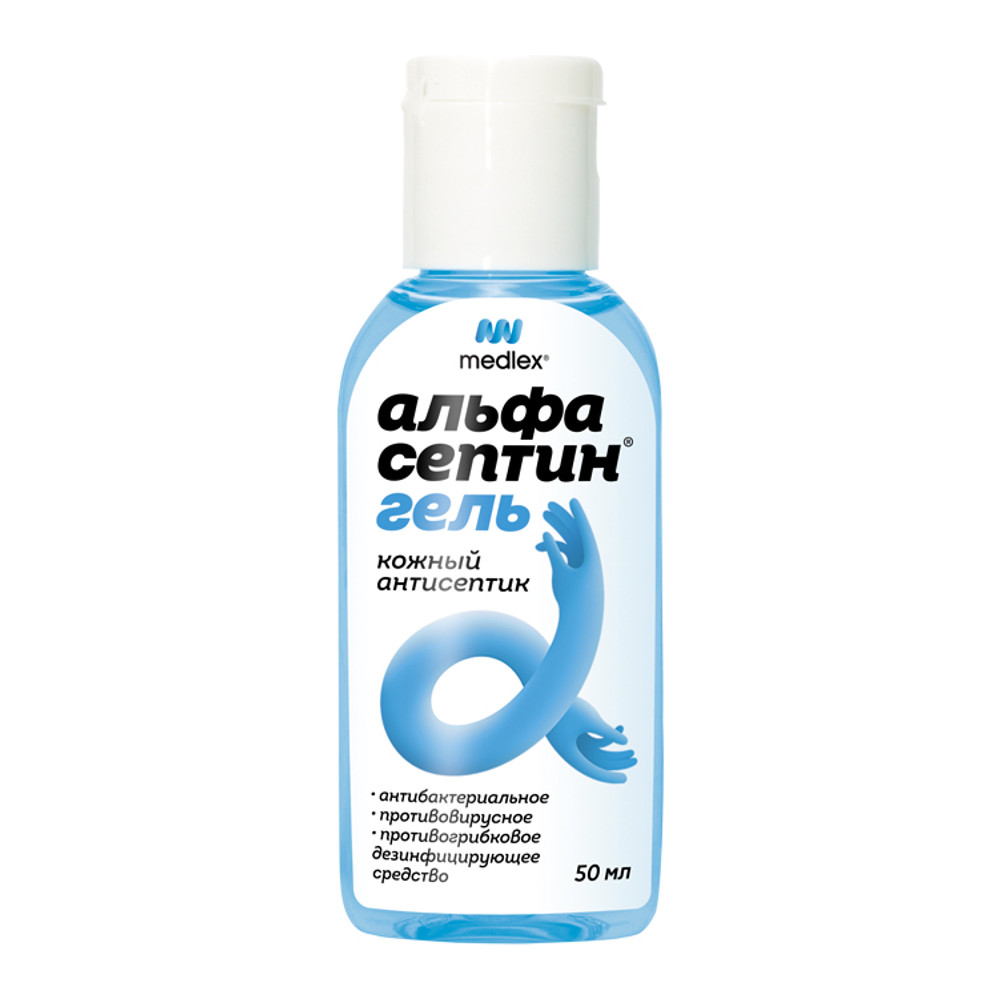 medlex®
альфа
септин®
гель
кожный
антисептик
· антибактериальное
· противовирусное
· противогрибковое
дезинфицирующее
средство
50 мл